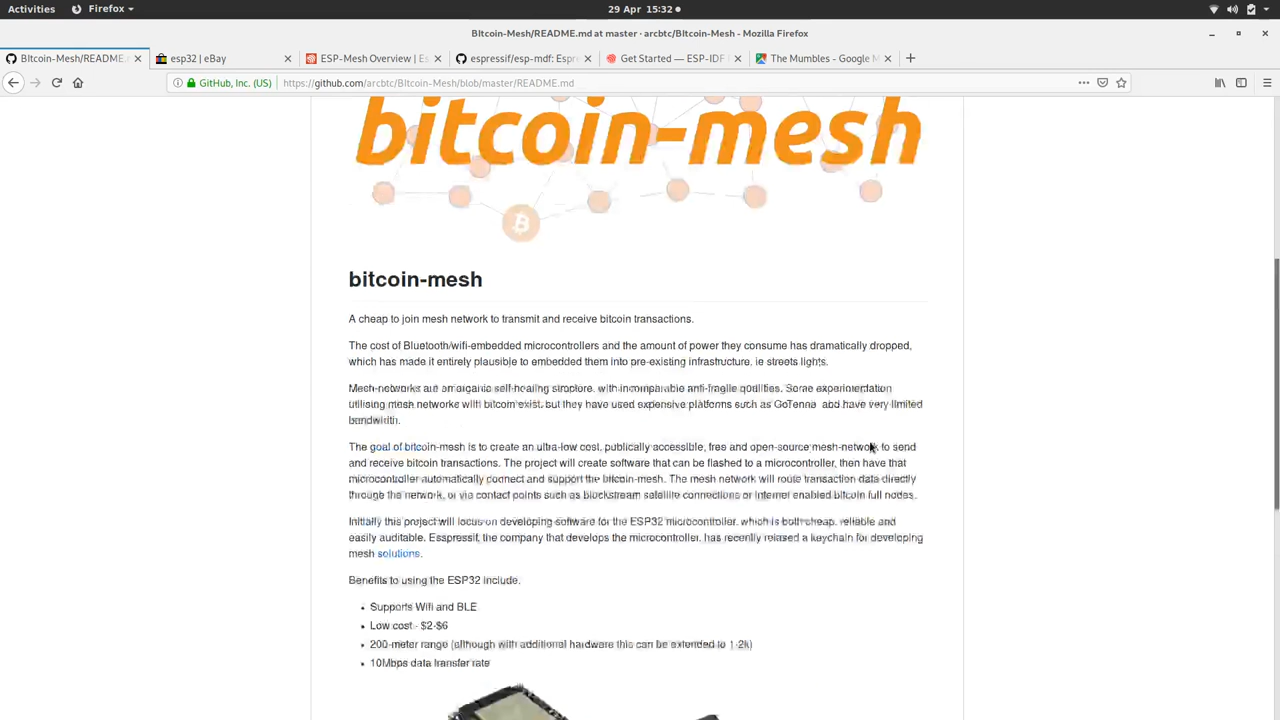 Activities
Firefox
29 Apr 15:32
BItcoin-Mesh/README.md at master · arcbtc/BItcoin-Mesh - Mozilla Firefox
BItcoin-Mesh/README. × esp32 | eBay × ESP-Mesh Overview | Es × espressif/esp-mdf: Espre × Get Started — ESP-IDF × The Mumbles - Google M ×
GitHub, Inc. (US) https://github.com/arcbtc/BItcoin-Mesh/blob/master/README.md
bitcoin-mesh
bitcoin-mesh
A cheap to join mesh network to transmit and receive bitcoin transactions.
The cost of Bluetooth/wifi-embedded microcontrollers and the amount of power they consume has dramatically dropped,
which has made it entirely plausible to embedded them into pre-existing infrastructure, ie streets lights.
Mesh-networks are an organic self-healing structure, with incomparable anti-fragile qualities. Some experimentation
utilising mesh networks with bitcoin exist, but they have used expensive platforms such as GoTenna and have very limited
bandwidth.
The goal of bitcoin-mesh is to create an ultra-low cost, publically accessible, free and open-source mesh-network to send
and receive bitcoin transactions. The project will create software that can be flashed to a microcontroller, then have that
microcontroller automatically connect and support the bitcoin-mesh. The mesh network will route transaction data directly
through the network, or via contact points such as blockstream satellite connections or internet enabled bitcoin full nodes.
Initially this project will focus on developing software for the ESP32 microcontroller, which is both cheap, reliable and
easily auditable. Espressif, the company that develops the microcontroller, has recently released a keychain for developing
mesh solutions.
Benefits to using the ESP32 include.
Supports Wifi and BLE
Low cost - $2-$6
200-meter range (although with additional hardware this can be extended to 1-2k)
10Mbps data transfer rate